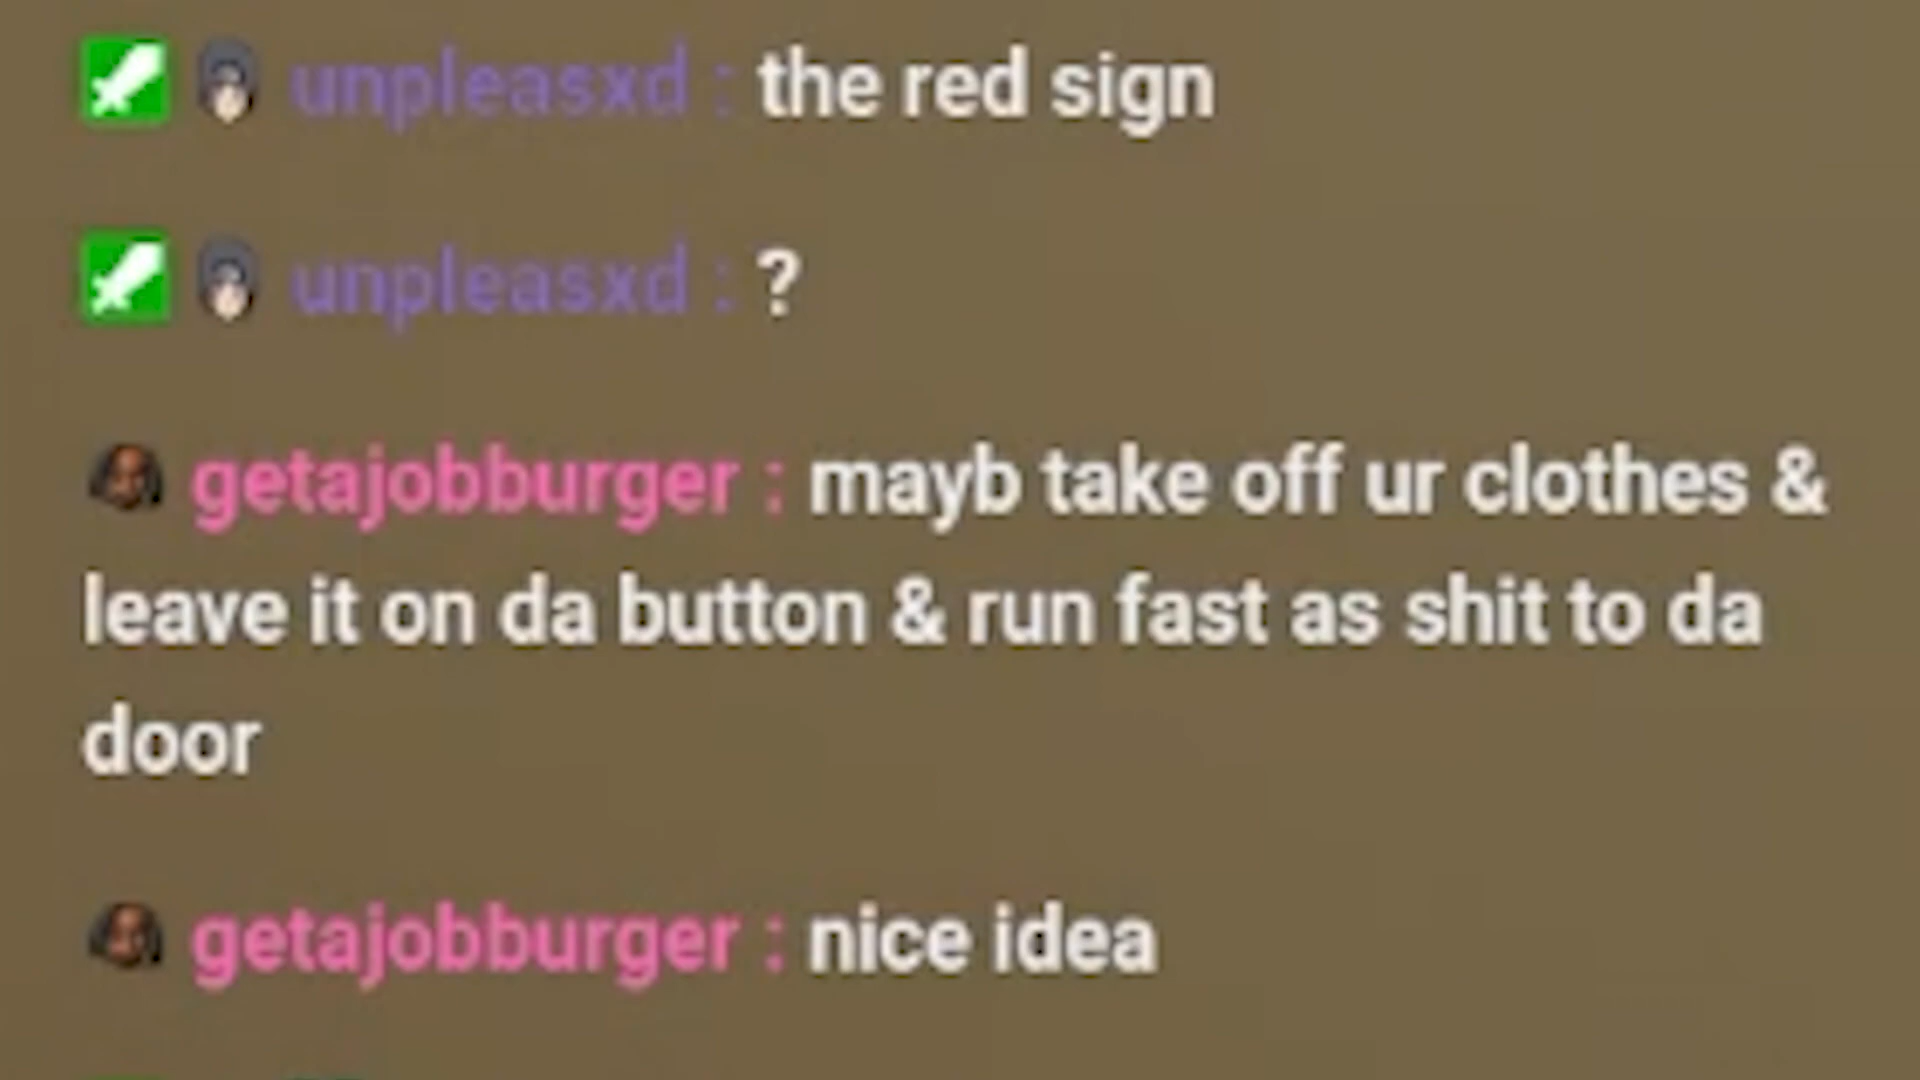 unpleasxd : the red sign
unpleasxd : ?
getajobburger : mayb take off ur clothes &
leave it on da button & run fast as shit to da
door
getajobburger : nice idea